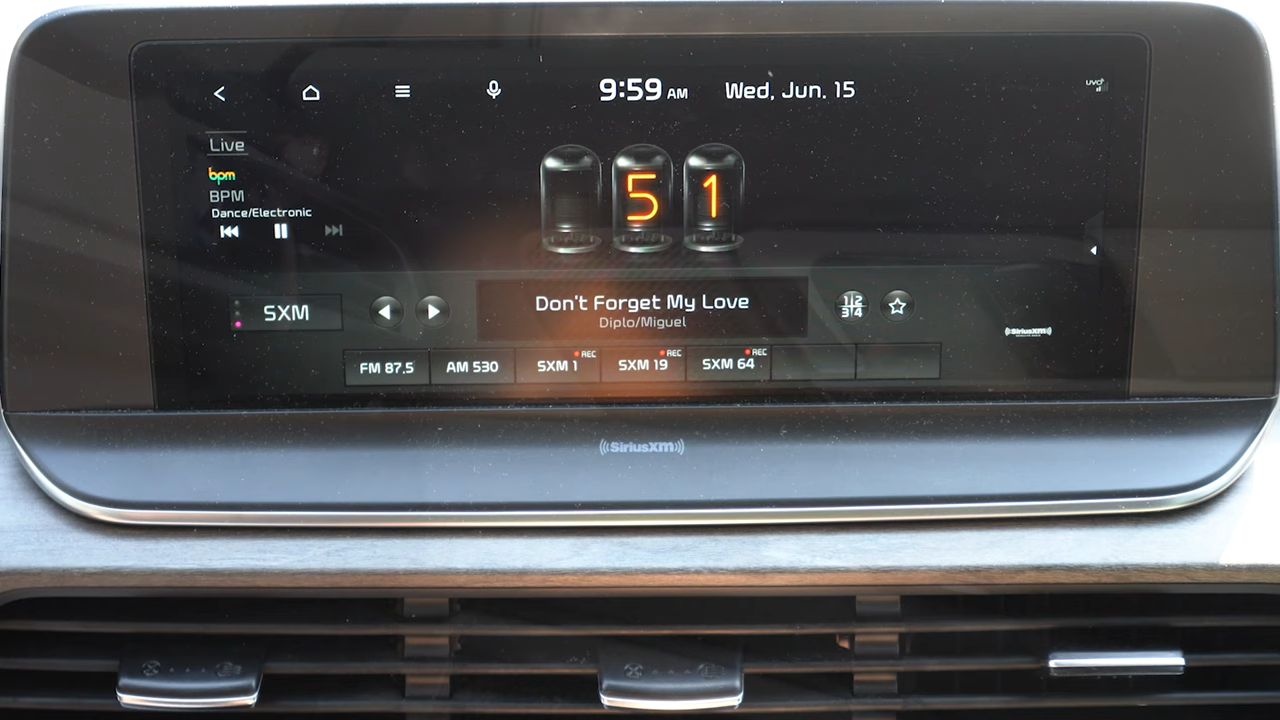 9:59 AM Wed, Jun. 15
UVO
Live
bpm
BPM
Dance/Electronic
51
SXM
Don't Forget My Love
Diplo/Miguel
1 2
3 4
((SiriusXM))
FM 87.5
AM 530
SXM 1 REC
SXM 19 REC
SXM 64 REC
((SiriusXM))